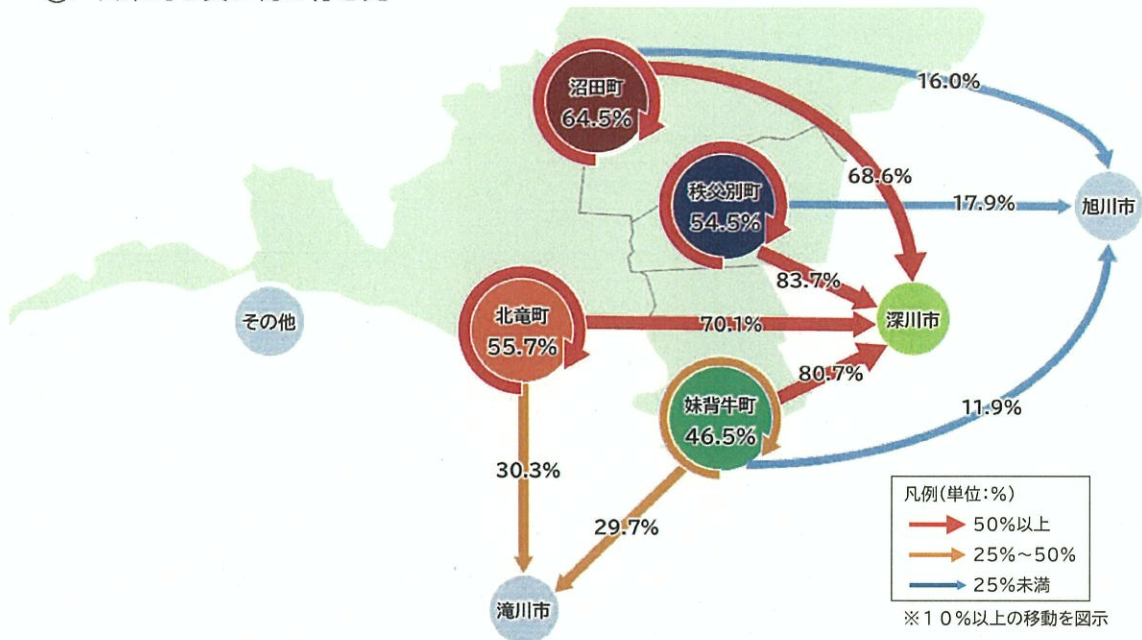 沼田町
64.5%
16.0%
68.6%
秩父別町
54.5%
17.9%
旭川市
83.7%
その他
北竜町
55.7%
70.1%
深川市
80.7%
妹背牛町
46.5%
11.9%
30.3%
29.7%
滝川市
凡例(単位:%)
50%以上
25%～50%
25%未満
※10%以上の移動を図示